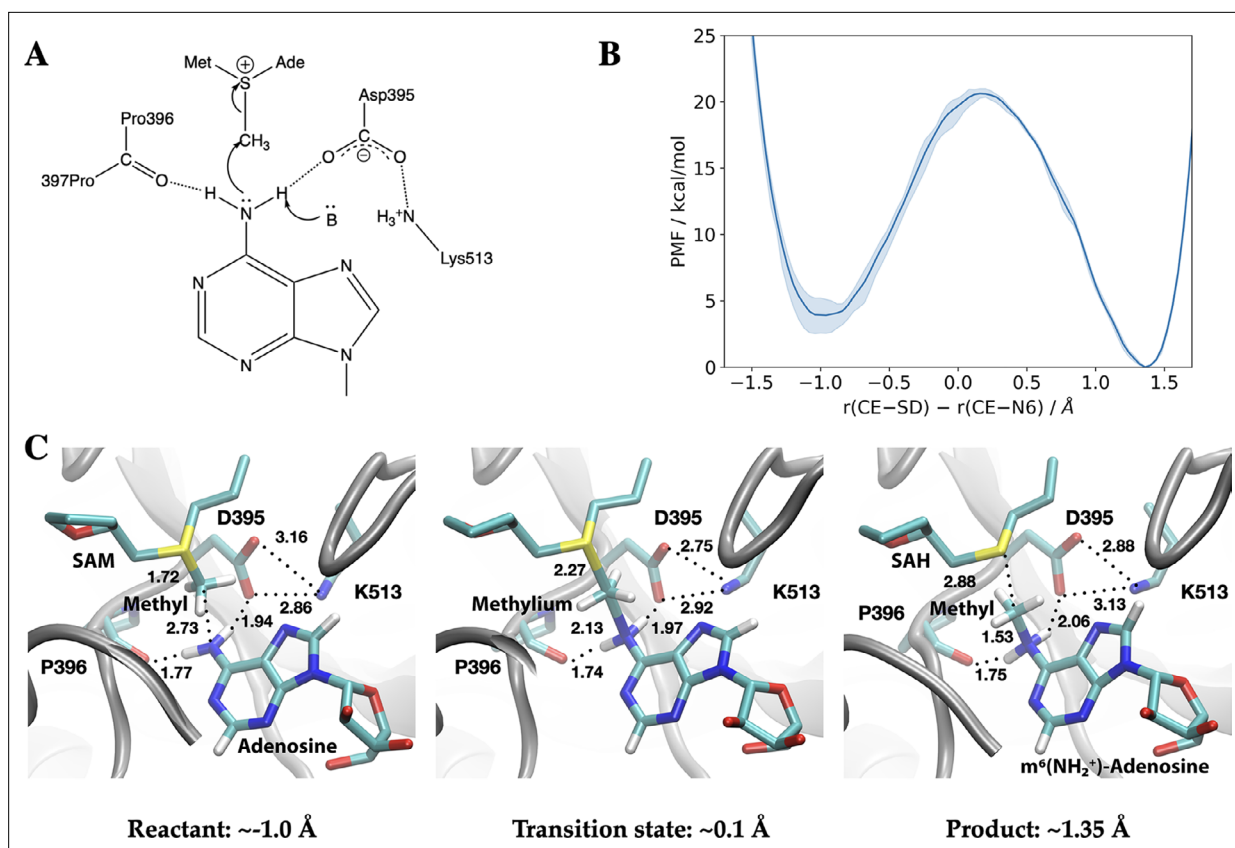 A
Met
⊕
S
Ade
CH₃
Pro396
C
O
397Pro
H
N
H
B
Asp395
C
O
⊖
O
H₃⁺N
Lys513
N
N
N
N
B
25
20
15
10
5
0
PMF / kcal/mol
−1.5
−1.0
−0.5
0.0
0.5
1.0
1.5
r(CE−SD) − r(CE−N6) / Å
C
D395
3.16
SAM
1.72
K513
Methyl
2.86
1.94
2.73
P396
1.77
Adenosine
D395
2.75
2.27
K513
Methylium
2.92
2.13
1.97
P396
1.74
D395
SAH
2.88
2.88
K513
P396
Methyl
3.13
1.53
2.06
1.75
m⁶(NH₂⁺)-Adenosine
Reactant: ~-1.0 Å
Transition state: ~0.1 Å
Product: ~1.35 Å